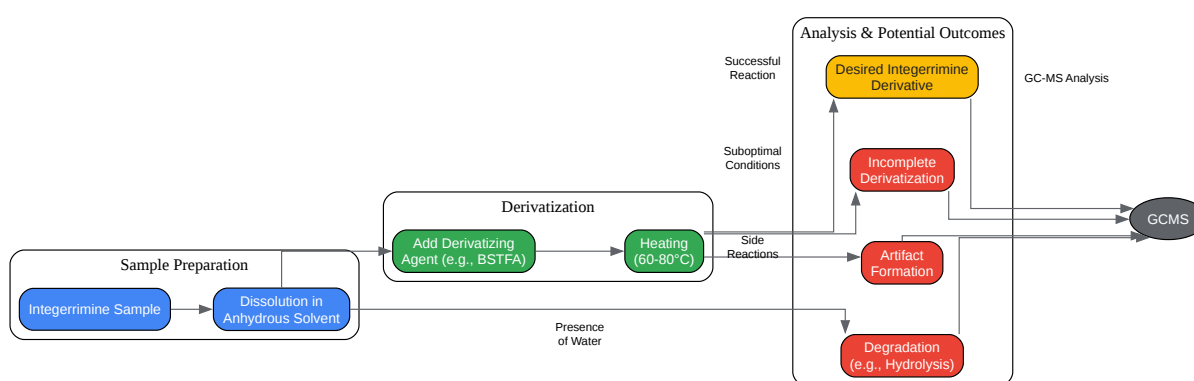 Analysis & Potential Outcomes
Successful
Reaction
Desired Integerrimine
Derivative
GC-MS Analysis
Suboptimal
Conditions
Incomplete
Derivatization
Derivatization
GCMS
Add Derivatizing
Agent (e.g., BSTFA)
Heating
(60-80°C)
Side
Reactions
Artifact
Formation
Sample Preparation
Integerrimine Sample
Dissolution in
Anhydrous Solvent
Presence
of Water
Degradation
(e.g., Hydrolysis)